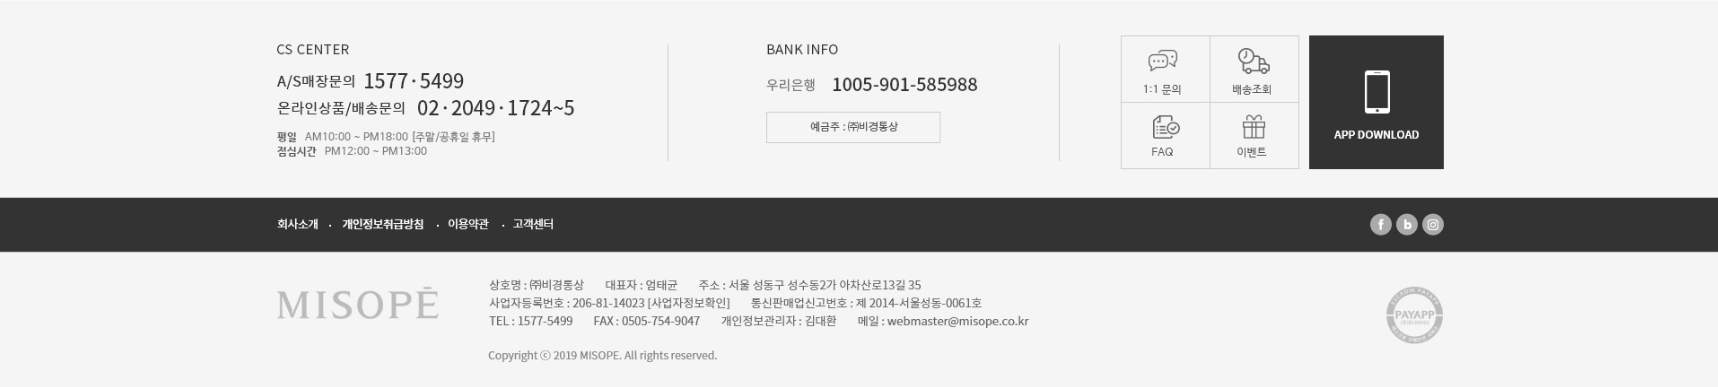 CS CENTER
A/S매장문의 1577·5499
온라인상품/배송문의 02·2049·1724~5
평일 AM10:00 ~ PM18:00 [주말/공휴일 휴무]
점심시간 PM12:00 ~ PM13:00
BANK INFO
우리은행 1005-901-585988
예금주 : ㈜비경통상
1:1 문의
배송조회
FAQ
이벤트
APP DOWNLOAD
회사소개 · 개인정보취급방침 · 이용약관 · 고객센터
MISOPÉ
상호명 : ㈜비경통상 대표자 : 엄태균 주소 : 서울 성동구 성수동2가 아차산로13길 35
사업자등록번호 : 206-81-14023 [사업자정보확인] 통신판매업신고번호 : 제 2014-서울성동-0061호
TEL : 1577-5499 FAX : 0505-754-9047 개인정보관리자 : 김대환 메일 : webmaster@misope.co.kr
Copyright ⓒ 2019 MISOPE. All rights reserved.
PAYAPP